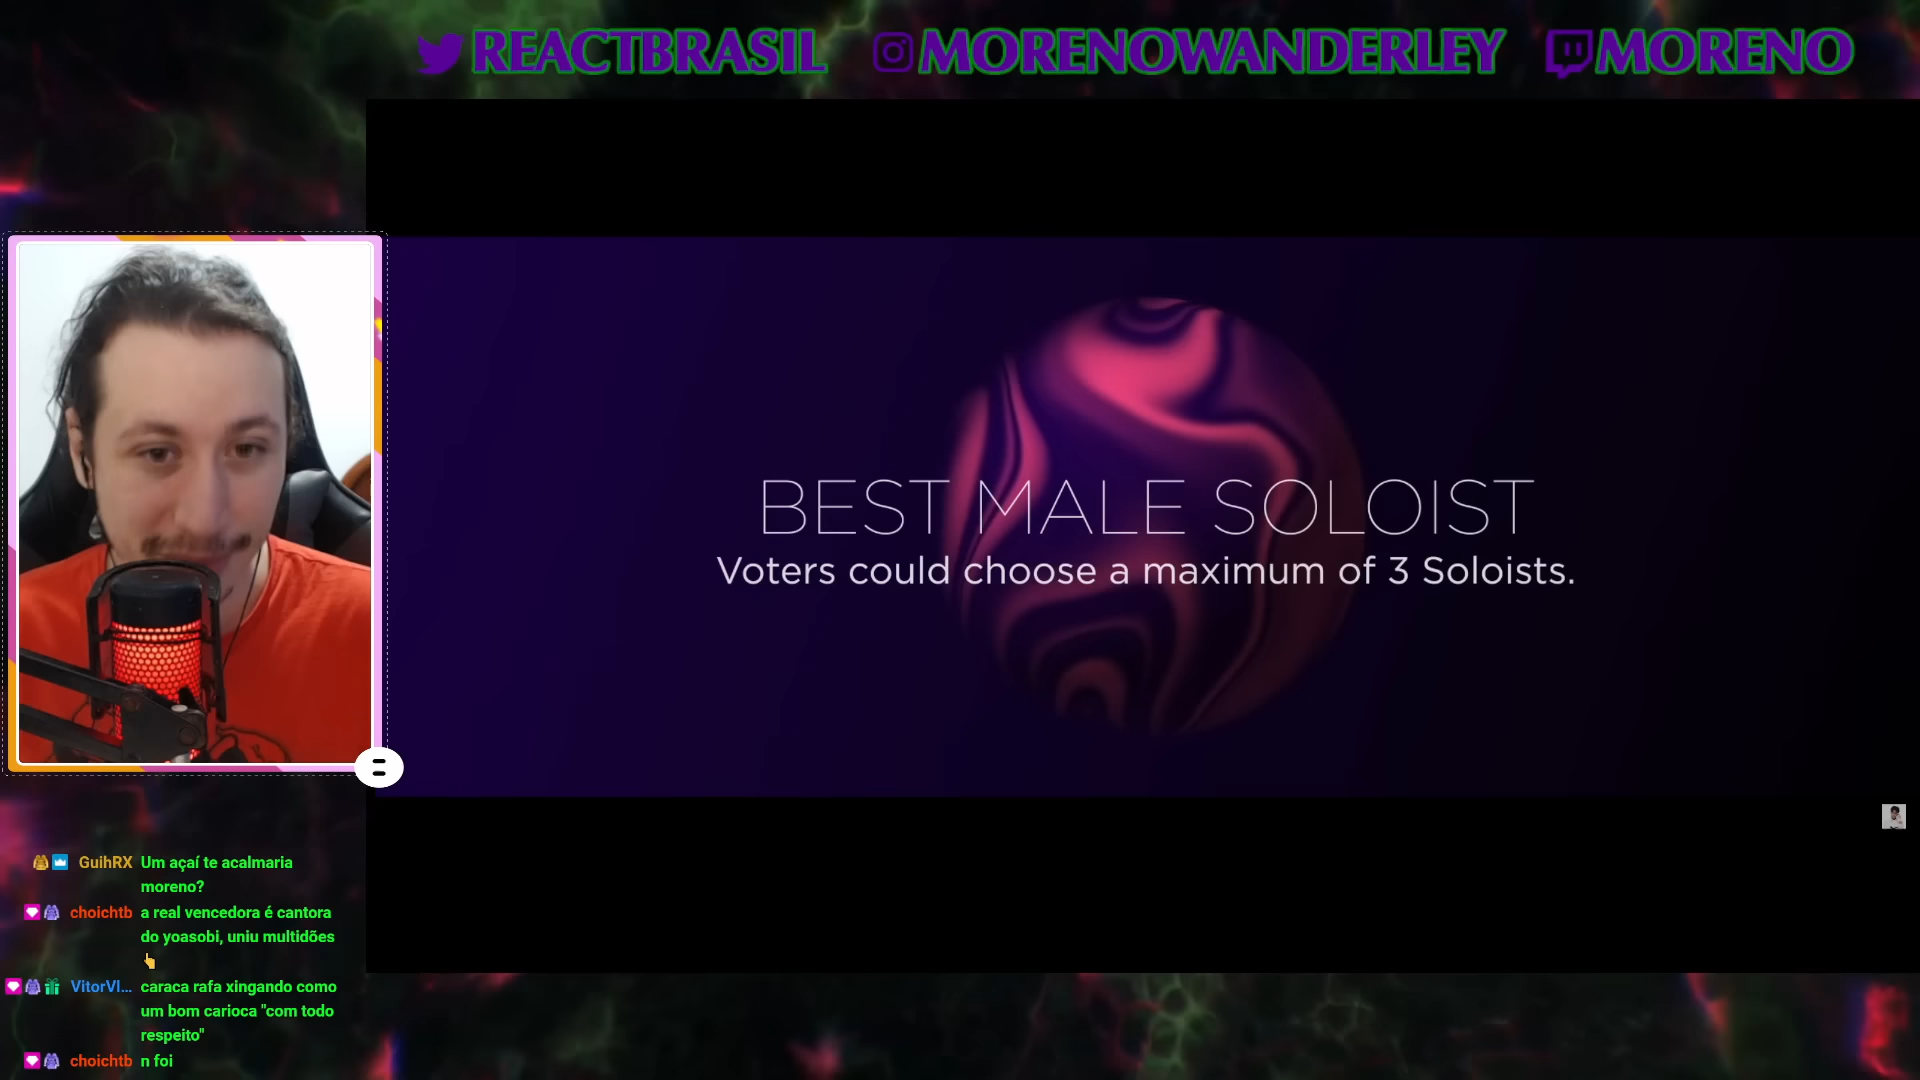 REACTBRASIL MORENOWANDERLEY MORENO
BEST MALE SOLOIST
Voters could choose a maximum of 3 Soloists.
GuihRX Um açaí te acalmaria
moreno?
choichtb a real vencedora é cantora
do yoasobi, uniu multidões
👆
VitorVI... caraca rafa xingando como
um bom carioca "com todo
respeito"
choichtb n foi